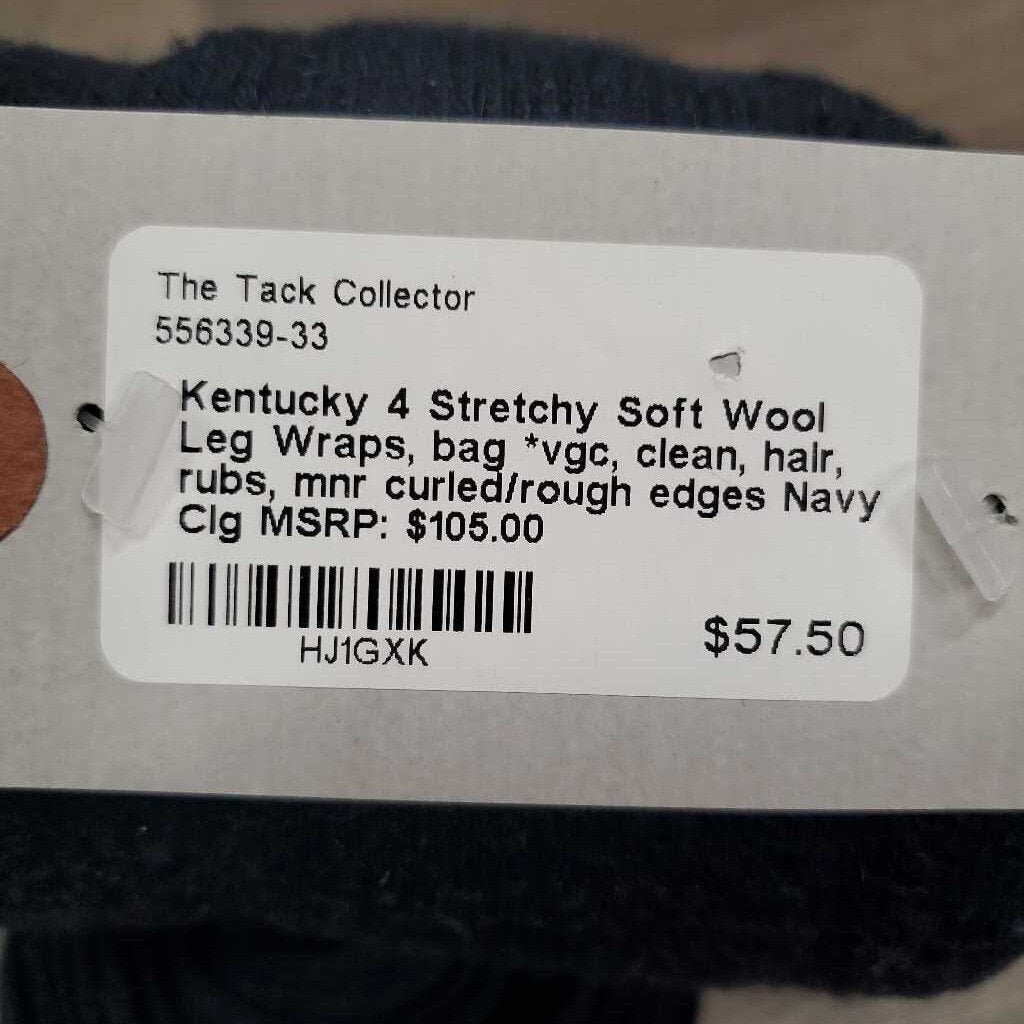 The Tack Collector
556339-33
Kentucky 4 Stretchy Soft Wool
Leg Wraps, bag *vgc, clean, hair,
rubs, mnr curled/rough edges Navy
Clg MSRP: $105.00
HJ1GXK
$57.50